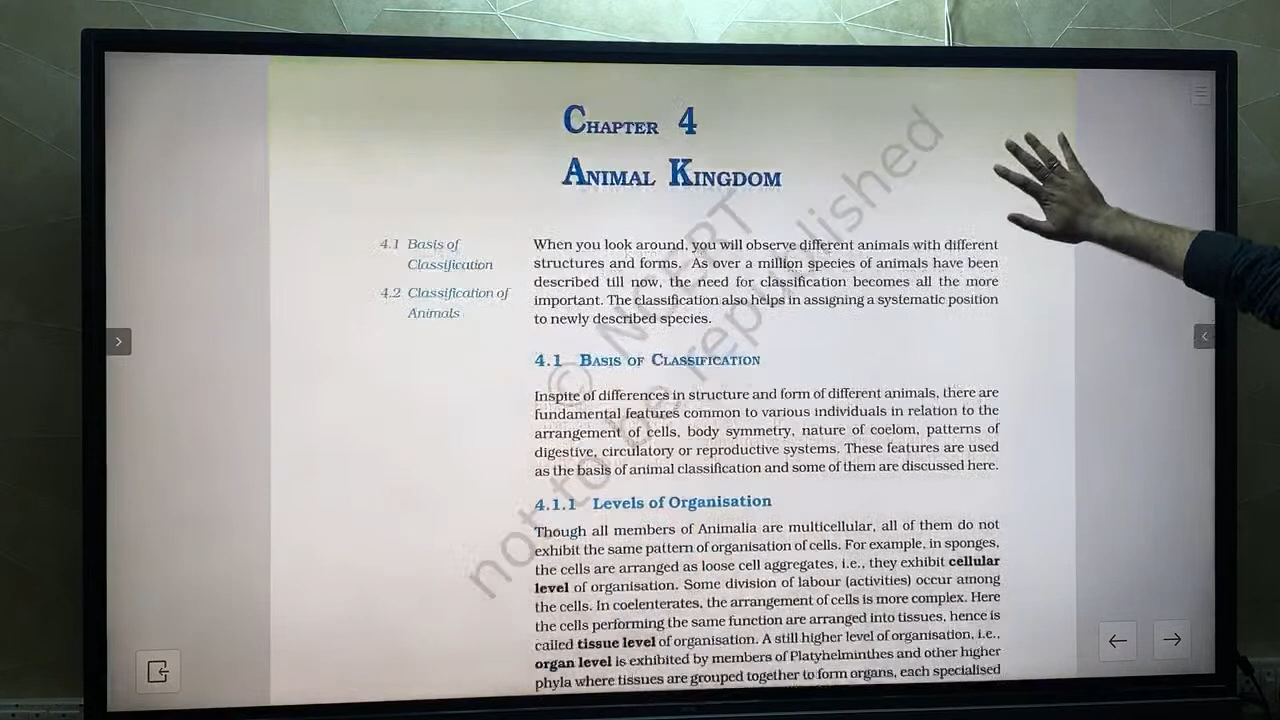 CHAPTER 4
ANIMAL KINGDOM
4.1 Basis of
Classification
4.2 Classification of
Animals
When you look around, you will observe different animals with different
structures and forms. As over a million species of animals have been
described till now, the need for classification becomes all the more
important. The classification also helps in assigning a systematic position
to newly described species.
4.1 BASIS OF CLASSIFICATION
Inspite of differences in structure and form of different animals, there are
fundamental features common to various individuals in relation to the
arrangement of cells, body symmetry, nature of coelom, patterns of
digestive, circulatory or reproductive systems. These features are used
as the basis of animal classification and some of them are discussed here.
4.1.1 Levels of Organisation
Though all members of Animalia are multicellular, all of them do not
exhibit the same pattern of organisation of cells. For example, in sponges,
the cells are arranged as loose cell aggregates, i.e., they exhibit cellular
level of organisation. Some division of labour (activities) occur among
the cells. In coelenterates, the arrangement of cells is more complex. Here
the cells performing the same function are arranged into tissues, hence is
called tissue level of organisation. A still higher level of organisation, i.e.,
organ level is exhibited by members of Platyhelminthes and other higher
phyla where tissues are grouped together to form organs, each specialised
© NCERT
not to be republished